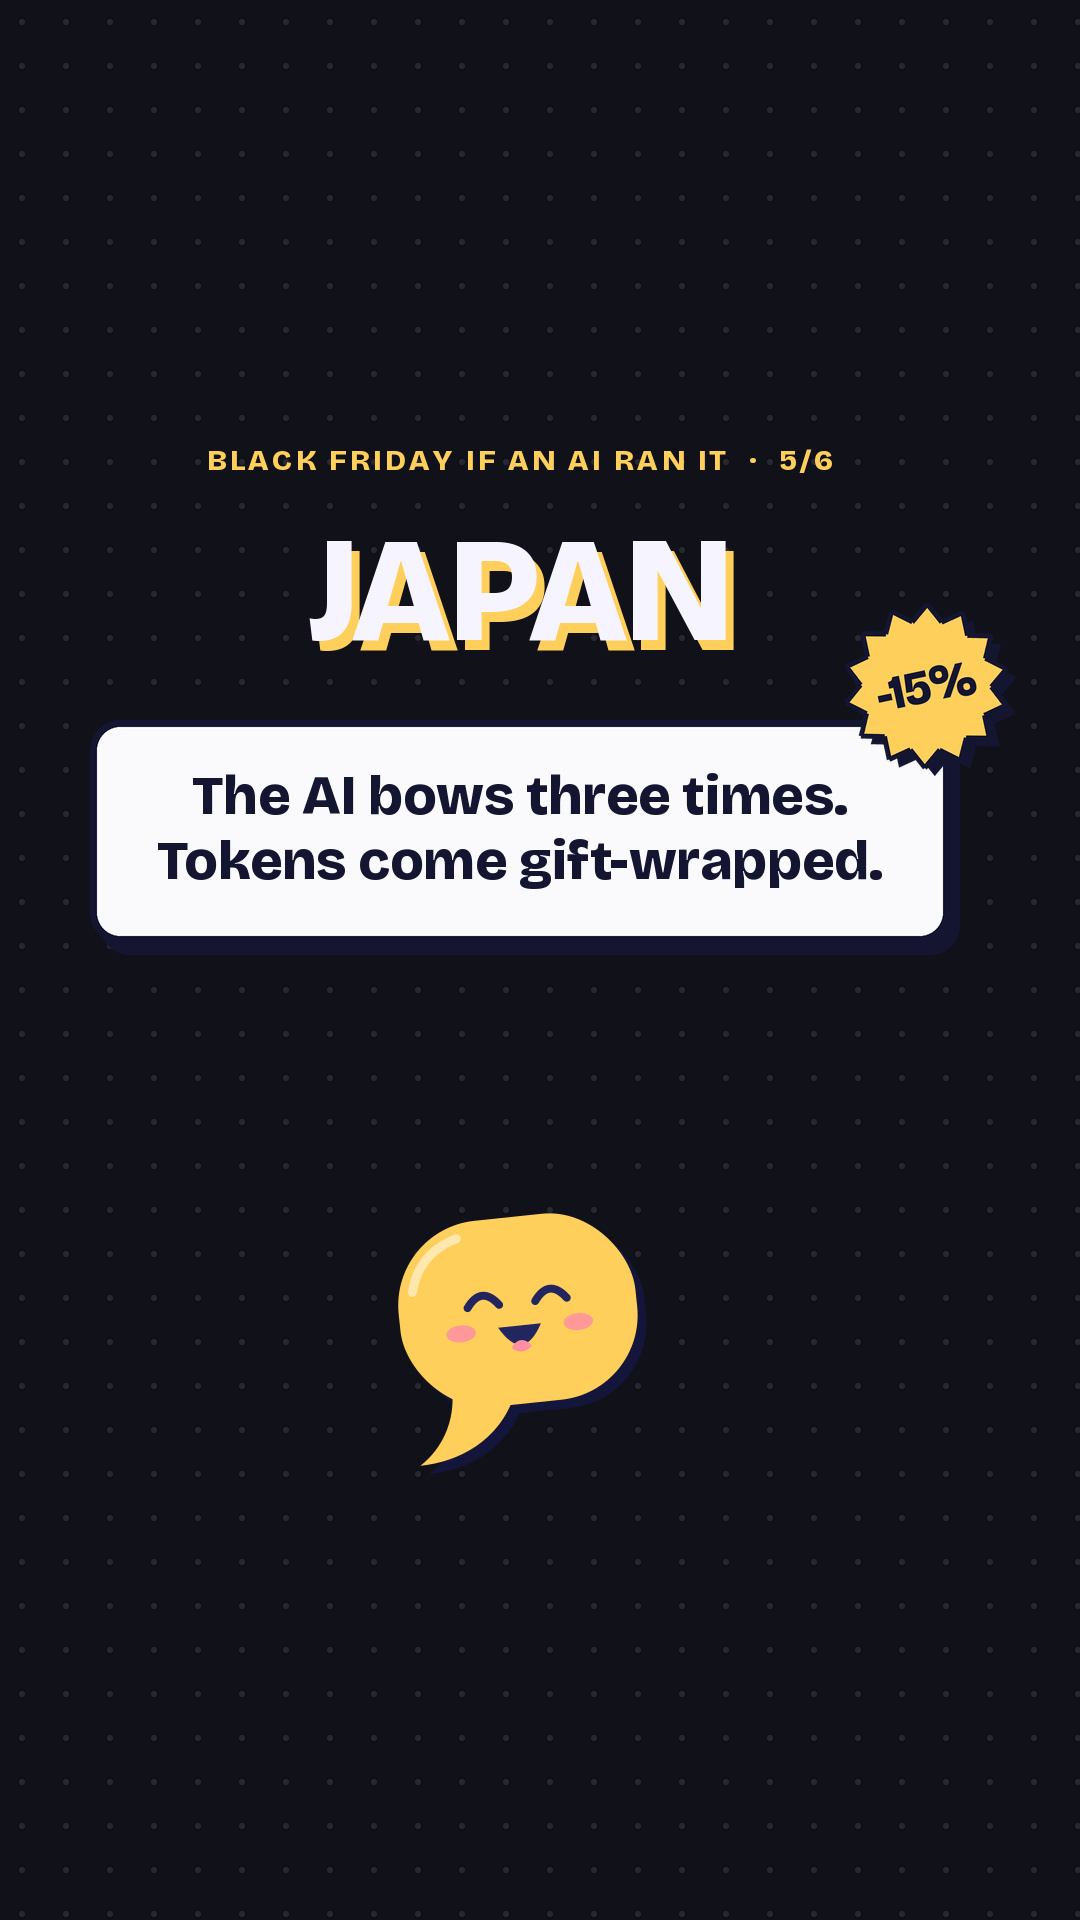 BLACK FRIDAY IF AN AI RAN IT · 5/6
JAPAN
-15%
The AI bows three times.
Tokens come gift-wrapped.